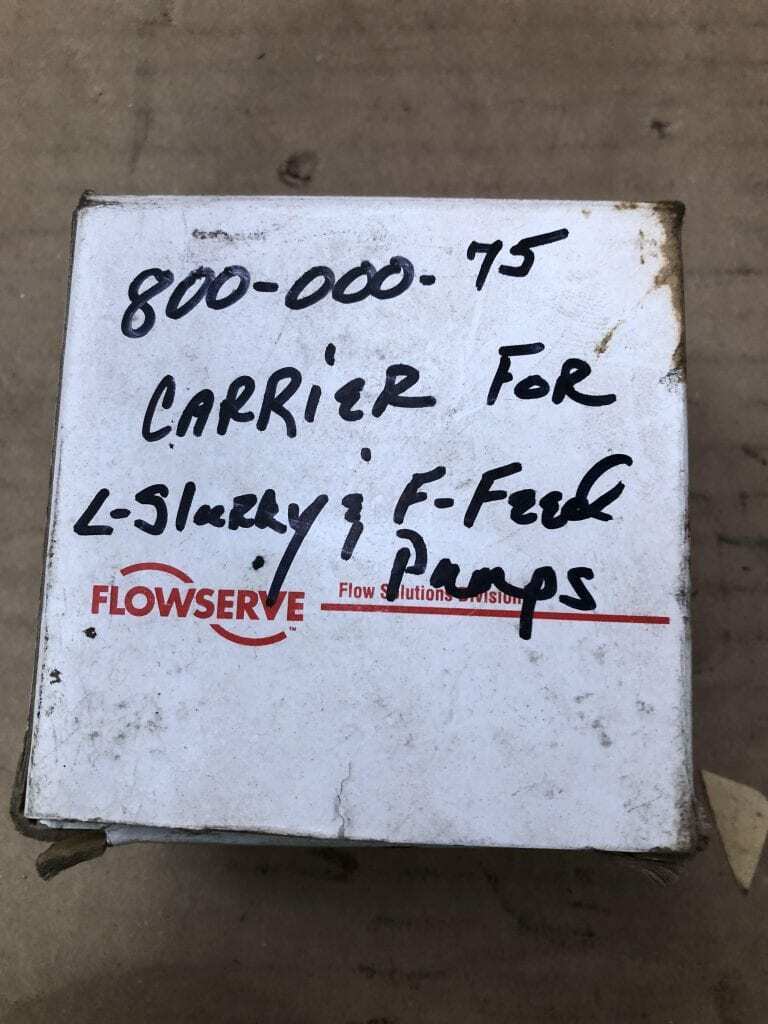 800-000-75
CARRiER FOR
L-Slurry & F-Feed
Pumps
FLOWSERVE
Flow Solutions Division